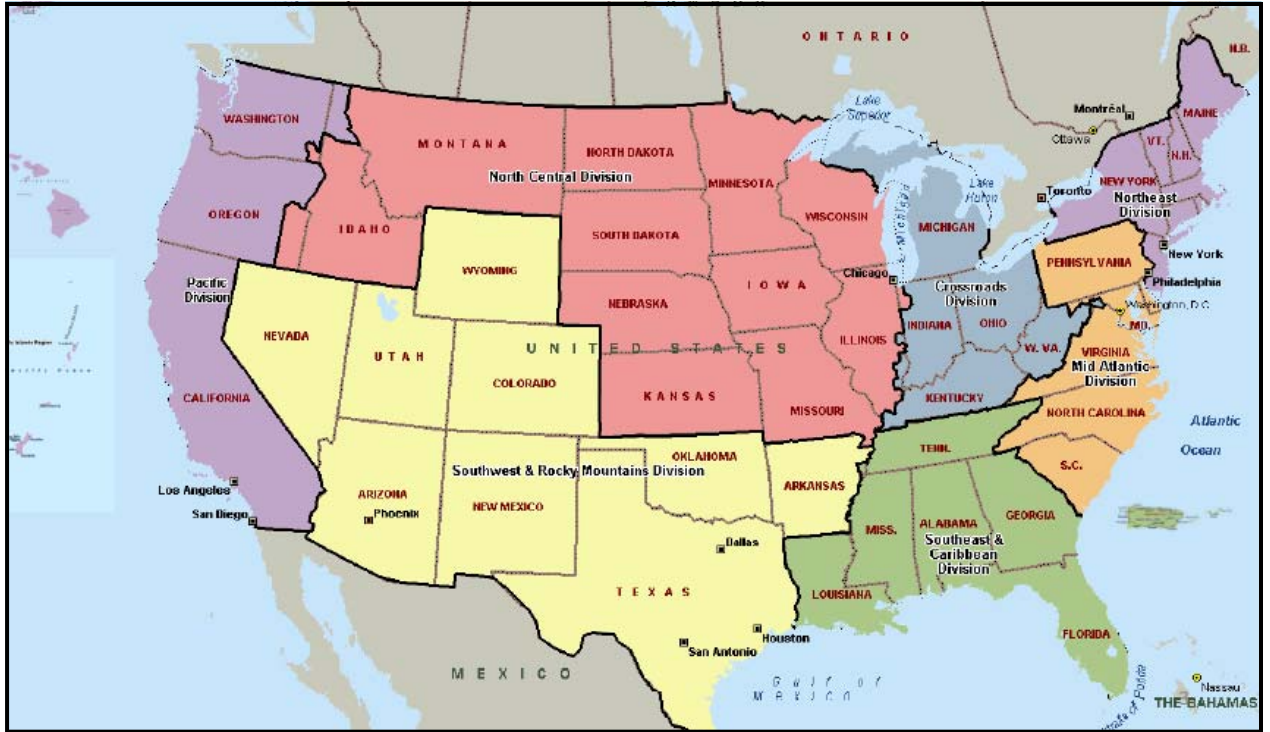 ONTARIO
N.B.
Lake
Superior
Montréal
Ottawa
MAINE
WASHINGTON
VT.
N.H.
MONTANA
NORTH DAKOTA
MINNESOTA
North Central Division
Lake
Huron
Toronto
NEW YORK
Northeast
Division
OREGON
IDAHO
SOUTH DAKOTA
WISCONSIN
L. Michigan
MICHIGAN
New York
WYOMING
Chicago
PENNSYLVANIA
Philadelphia
Pacific
Division
NEBRASKA
IOWA
Crossroads
Division
Washington, D.C.
MD.
NEVADA
UTAH
UNITED STATES
ILLINOIS
INDIANA
OHIO
W. VA.
VIRGINIA
Mid Atlantic
Division
COLORADO
KANSAS
MISSOURI
KENTUCKY
CALIFORNIA
NORTH CAROLINA
Atlantic
Ocean
TENN.
OKLAHOMA
Southwest & Rocky Mountains Division
S.C.
Los Angeles
ARIZONA
Phoenix
NEW MEXICO
ARKANSAS
San Diego
MISS.
ALABAMA
GEORGIA
Southeast &
Caribbean
Division
Dallas
TEXAS
LOUISIANA
Houston
San Antonio
FLORIDA
MEXICO
Gulf of
Mexico
Nassau
THE BAHAMAS